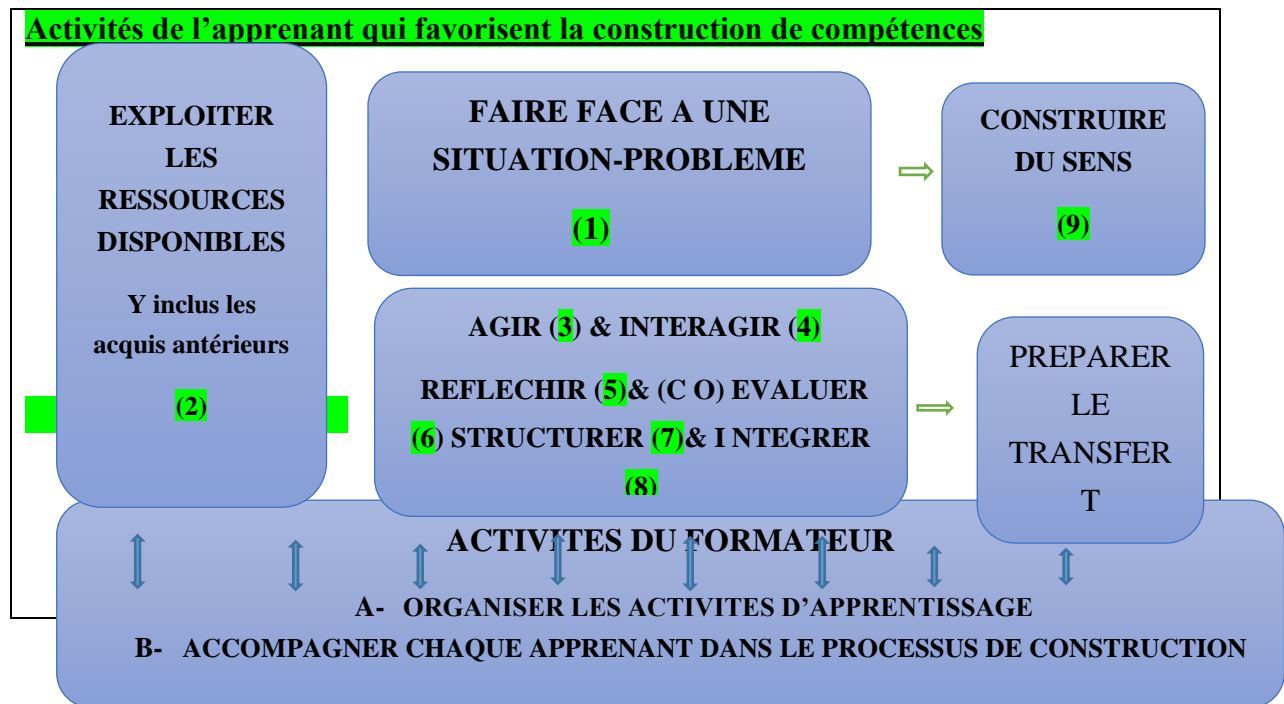 Activités de l’apprenant qui favorisent la construction de compétences
EXPLOITER
LES
RESSOURCES
DISPONIBLES
Y inclus les
acquis antérieurs
(2)
FAIRE FACE A UNE
SITUATION-PROBLEME
(1)
CONSTRUIRE
DU SENS
(9)
AGIR (3) & INTERAGIR (4)
REFLECHIR (5)& (C O) EVALUER
(6) STRUCTURER (7)& I NTEGRER
(8)
PREPARER
LE
TRANSFER
T
ACTIVITES DU FORMATEUR
A- ORGANISER LES ACTIVITES D’APPRENTISSAGE
B- ACCOMPAGNER CHAQUE APPRENANT DANS LE PROCESSUS DE CONSTRUCTION